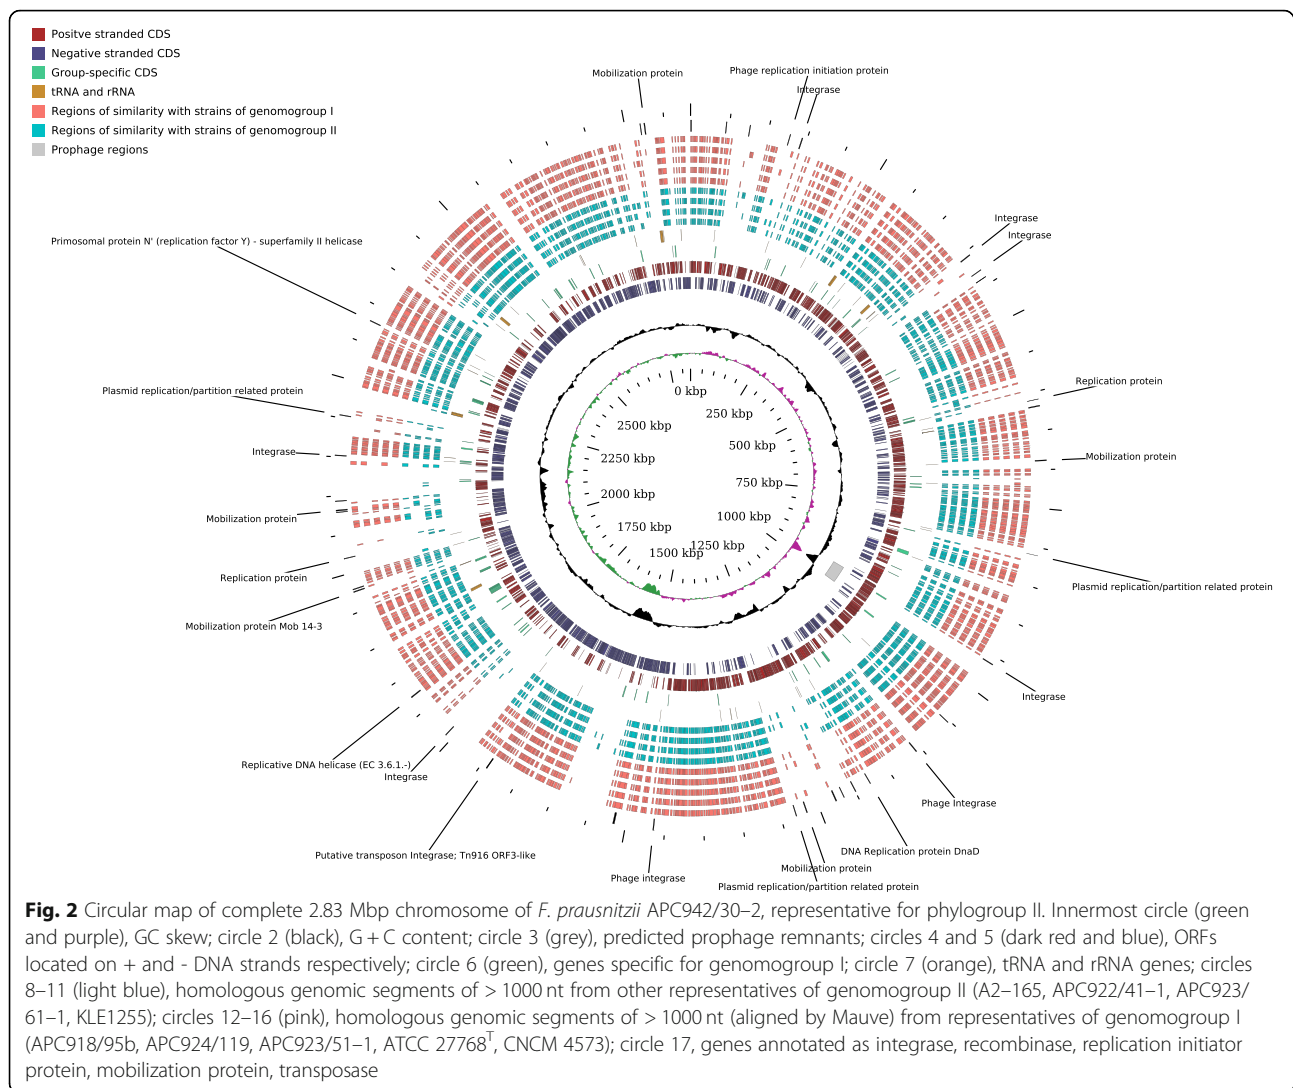 Positve stranded CDS
Negative stranded CDS
Group-specific CDS
tRNA and rRNA
Regions of similarity with strains of genomogroup I
Regions of similarity with strains of genomogroup II
Prophage regions
Mobilization protein
Phage replication initiation protein
Integrase
Integrase
Integrase
Primosomal protein N' (replication factor Y) - superfamily II helicase
Replication protein
Plasmid replication/partition related protein
Integrase
Mobilization protein
Mobilization protein
Replication protein
Plasmid replication/partition related protein
Mobilization protein Mob 14-3
Integrase
Replicative DNA helicase (EC 3.6.1.-)
Integrase
Phage Integrase
Putative transposon Integrase; Tn916 ORF3-like
DNA Replication protein DnaD
Mobilization protein
Phage integrase
Plasmid replication/partition related protein
0 kbp
250 kbp
500 kbp
750 kbp
1000 kbp
1250 kbp
1500 kbp
1750 kbp
2000 kbp
2250 kbp
2500 kbp
Fig. 2 Circular map of complete 2.83 Mbp chromosome of F. prausnitzii APC942/30–2, representative for phylogroup II. Innermost circle (green
and purple), GC skew; circle 2 (black), G + C content; circle 3 (grey), predicted prophage remnants; circles 4 and 5 (dark red and blue), ORFs
located on + and - DNA strands respectively; circle 6 (green), genes specific for genomogroup I; circle 7 (orange), tRNA and rRNA genes; circles
8–11 (light blue), homologous genomic segments of > 1000 nt from other representatives of genomogroup II (A2–165, APC922/41–1, APC923/
61–1, KLE1255); circles 12–16 (pink), homologous genomic segments of > 1000 nt (aligned by Mauve) from representatives of genomogroup I
(APC918/95b, APC924/119, APC923/51–1, ATCC 27768T, CNCM 4573); circle 17, genes annotated as integrase, recombinase, replication initiator
protein, mobilization protein, transposase